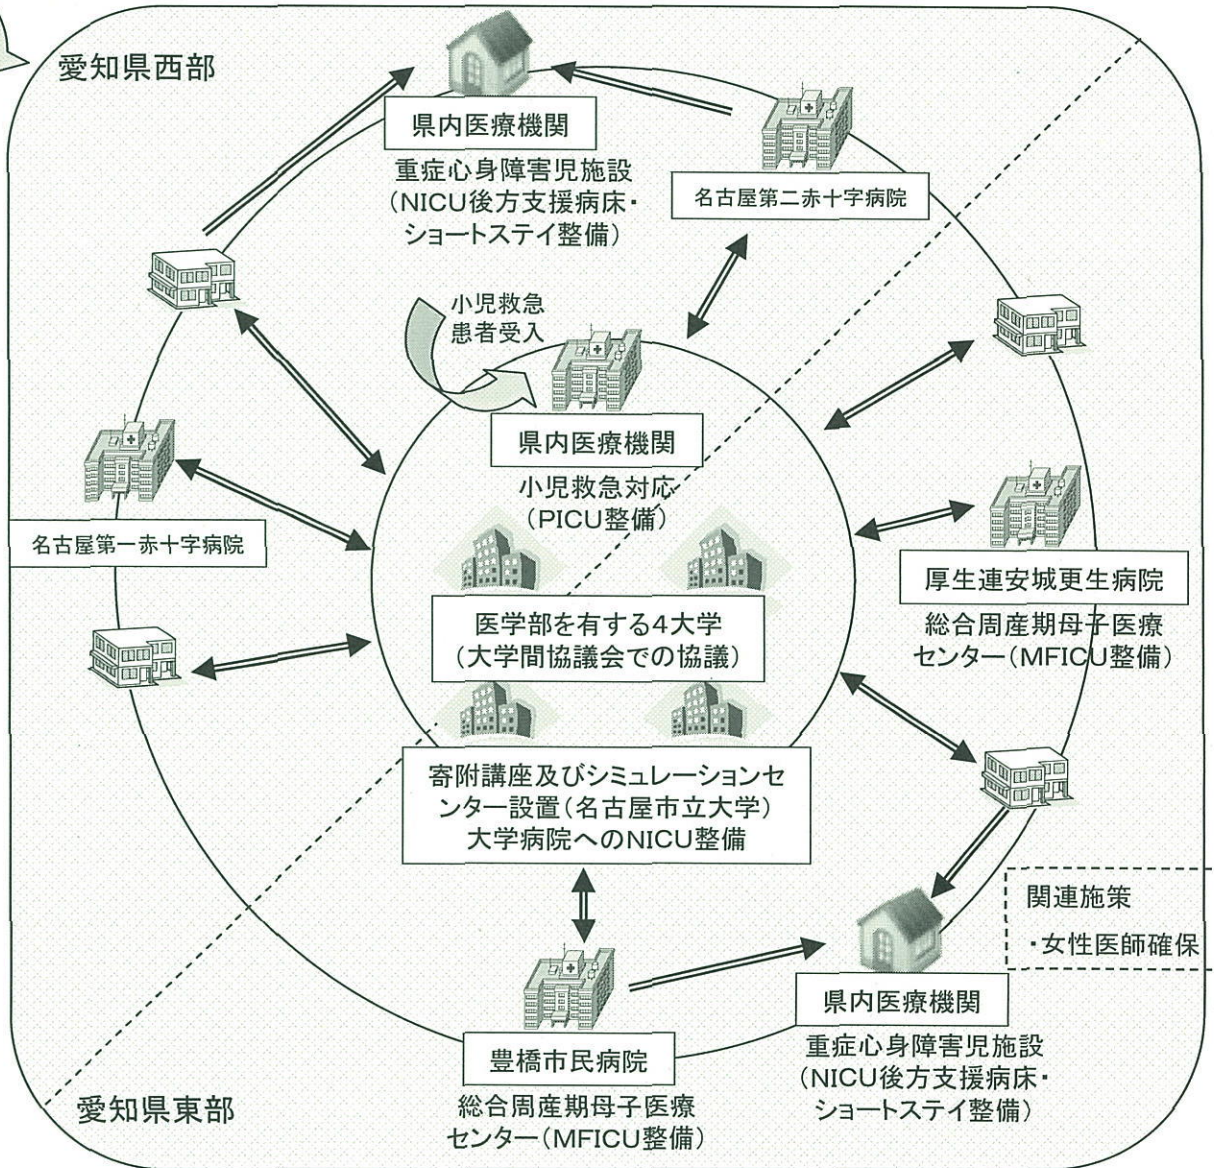 愛知県西部
県内医療機関
重症心身障害児施設
(NICU後方支援病床・
ショートステイ整備)
名古屋第二赤十字病院
小児救急
患者受入
県内医療機関
小児救急対応
(PICU整備)
名古屋第一赤十字病院
医学部を有する4大学
(大学間協議会での協議)
厚生連安城更生病院
総合周産期母子医療
センター(MFICU整備)
寄附講座及びシミュレーションセ
ンター設置(名古屋市立大学)
大学病院へのNICU整備
関連施策
・女性医師確保
県内医療機関
重症心身障害児施設
(NICU後方支援病床・
ショートステイ整備)
豊橋市民病院
総合周産期母子医療
センター(MFICU整備)
愛知県東部